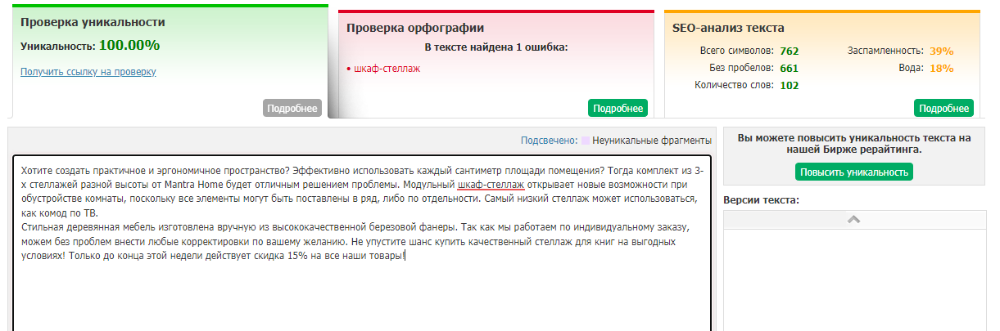 Проверка уникальности
Уникальность: 100.00%
Получить ссылку на проверку
Подробнее
Проверка орфографии
В тексте найдена 1 ошибка:
• шкаф-стеллаж
Подробнее
SEO-анализ текста
Всего символов: 762 Заспамленность: 39%
Без пробелов: 661 Вода: 18%
Количество слов: 102
Подробнее
Подсвечено: Неуникальные фрагменты
Хотите создать практичное и эргономичное пространство? Эффективно использовать каждый сантиметр площади помещения? Тогда комплект из 3-
х стеллажей разной высоты от Mantra Home будет отличным решением проблемы. Модульный шкаф-стеллаж открывает новые возможности при
обустройстве комнаты, поскольку все элементы могут быть поставлены в ряд, либо по отдельности. Самый низкий стеллаж может использоваться,
как комод по ТВ.
Стильная деревянная мебель изготовлена вручную из высококачественной березовой фанеры. Так как мы работаем по индивидуальному заказу,
можем без проблем внести любые корректировки по вашему желанию. Не упустите шанс купить качественный стеллаж для книг на выгодных
условиях! Только до конца этой недели действует скидка 15% на все наши товары!
Вы можете повысить уникальность текста на
нашей Бирже рерайтинга.
Повысить уникальность
Версии текста: